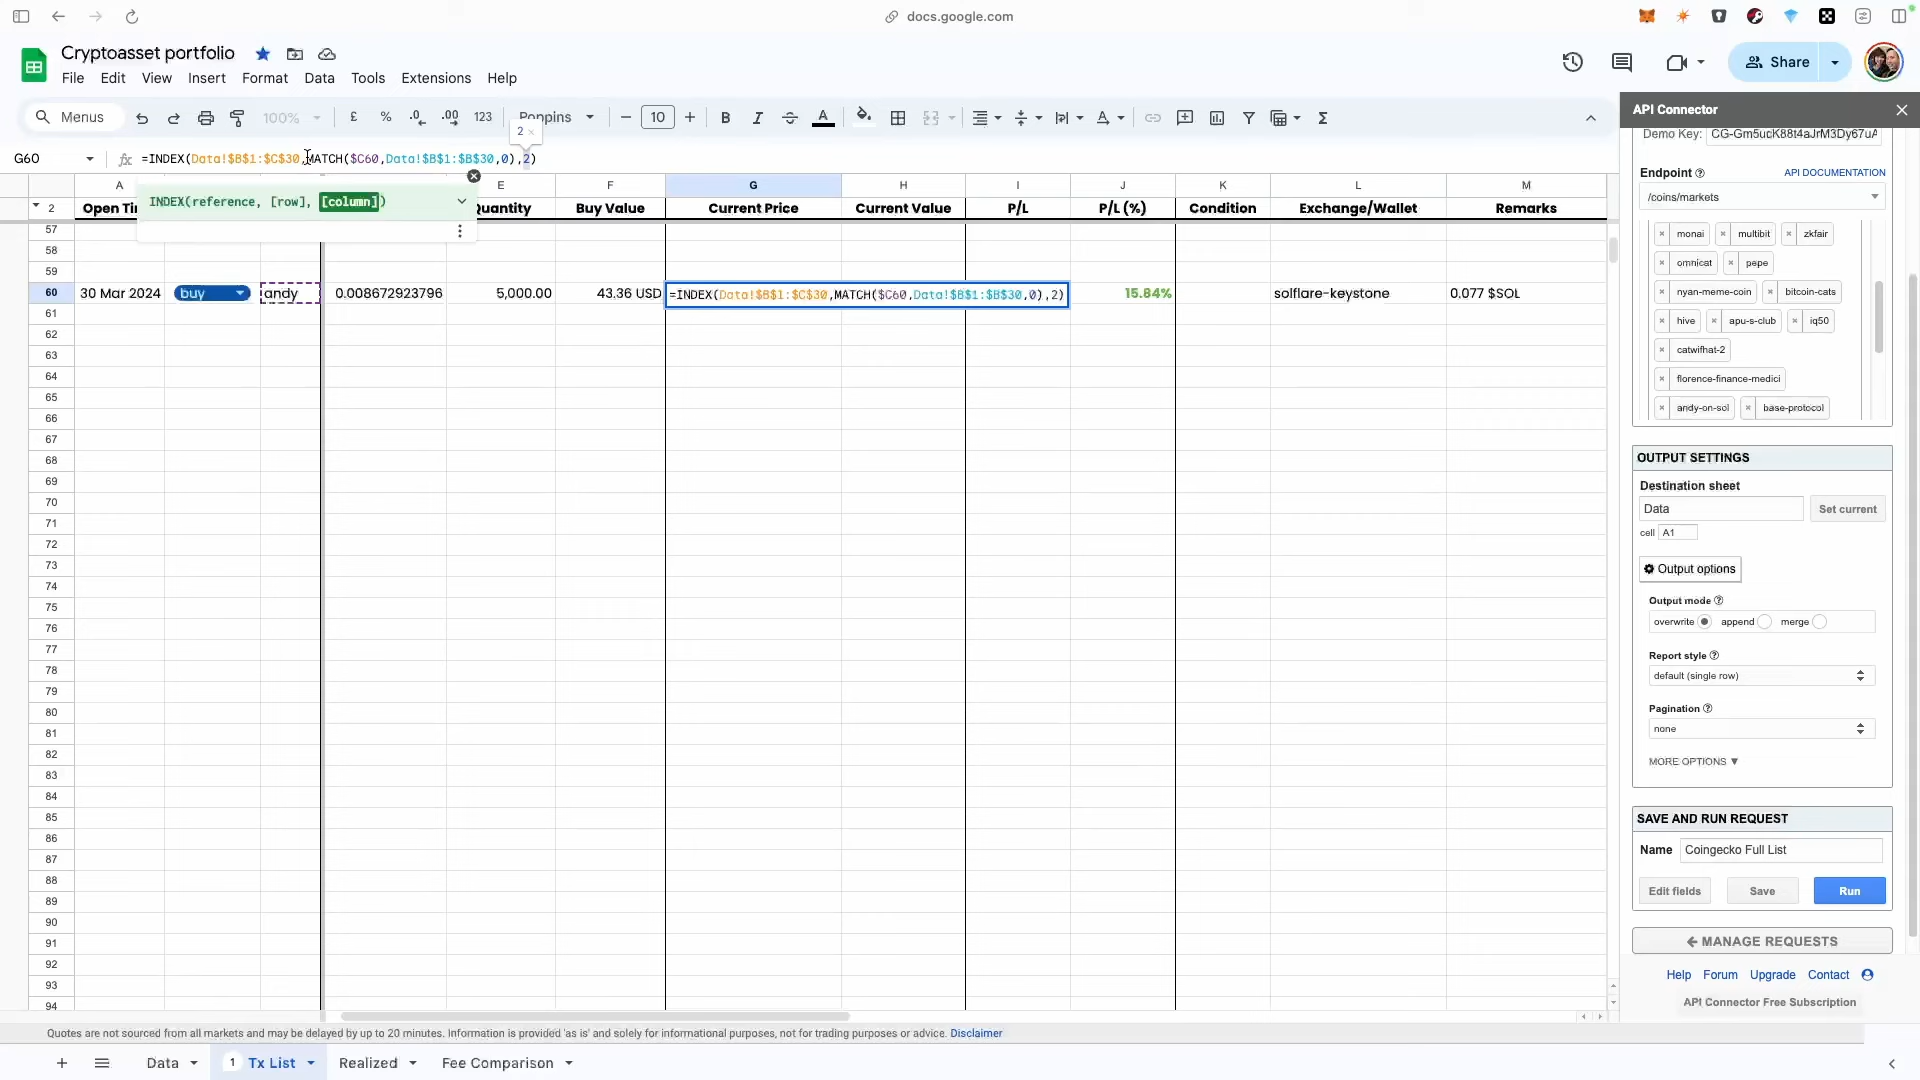 docs.google.com
Cryptoasset portfolio
File Edit View Insert Format Data Tools Extensions Help
Share
Menus 100% £ % .0 .00 123 Poppins 10 B I A
2 ×
G60 fx =INDEX(Data!$B$1:$C$30,MATCH($C60,Data!$B$1:$B$30,0),2)
INDEX(reference, [row], [column])
A E F G H I J K L M
2 Open Quantity Buy Value Current Price Current Value P/L P/L (%) Condition Exchange/Wallet Remarks
57
58
59
60 30 Mar 2024 buy andy 0.008672923796 5,000.00 43.36 USD =INDEX(Data!$B$1:$C$30,MATCH($C60,Data!$B$1:$B$30,0),2) 15.84% solflare-keystone 0.077 $SOL
61
62
63
64
65
66
67
68
69
70
71
72
73
74
75
76
77
78
79
80
81
82
83
84
85
86
87
88
89
90
91
92
93
94
Quotes are not sourced from all markets and may be delayed by up to 20 minutes. Information is provided 'as is' and solely for informational purposes, not for trading purposes or advice. Disclaimer
Data 1 Tx List Realized Fee Comparison
API Connector
Demo Key:
Endpoint API DOCUMENTATION
/coins/markets
× monai × multibit × zkfair
× omnicat × pepe
× nyan-meme-coin × bitcoin-cats
× hive × apu-s-club × iq50
× catwifhat-2
× florence-finance-medici
× andy-on-sol × base-protocol
OUTPUT SETTINGS
Destination sheet
Data Set current
cell A1
Output options
Output mode
overwrite append merge
Report style
default (single row)
Pagination
none
MORE OPTIONS ▼
SAVE AND RUN REQUEST
Name Coingecko Full List
Edit fields Save Run
← MANAGE REQUESTS
Help Forum Upgrade Contact
API Connector Free Subscription